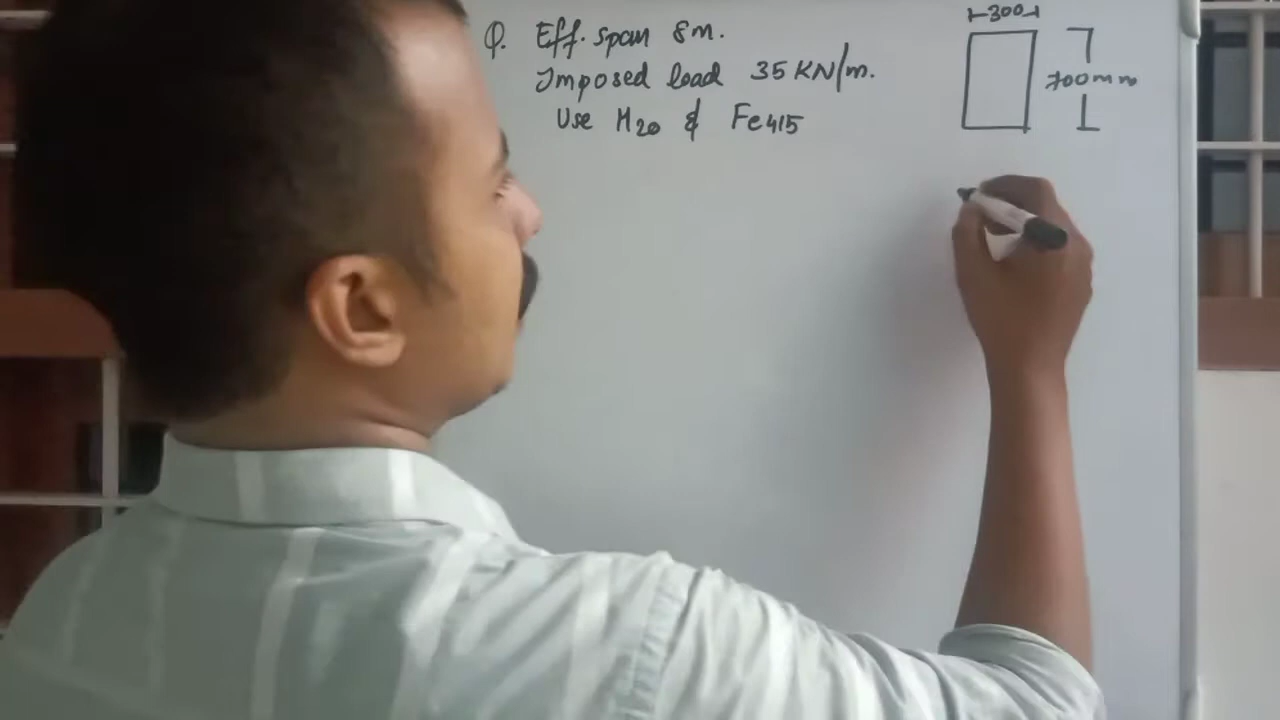 Q. Eff. span 8m.
Imposed load 35 KN/m.
Use M20 & Fe415
300
700mm